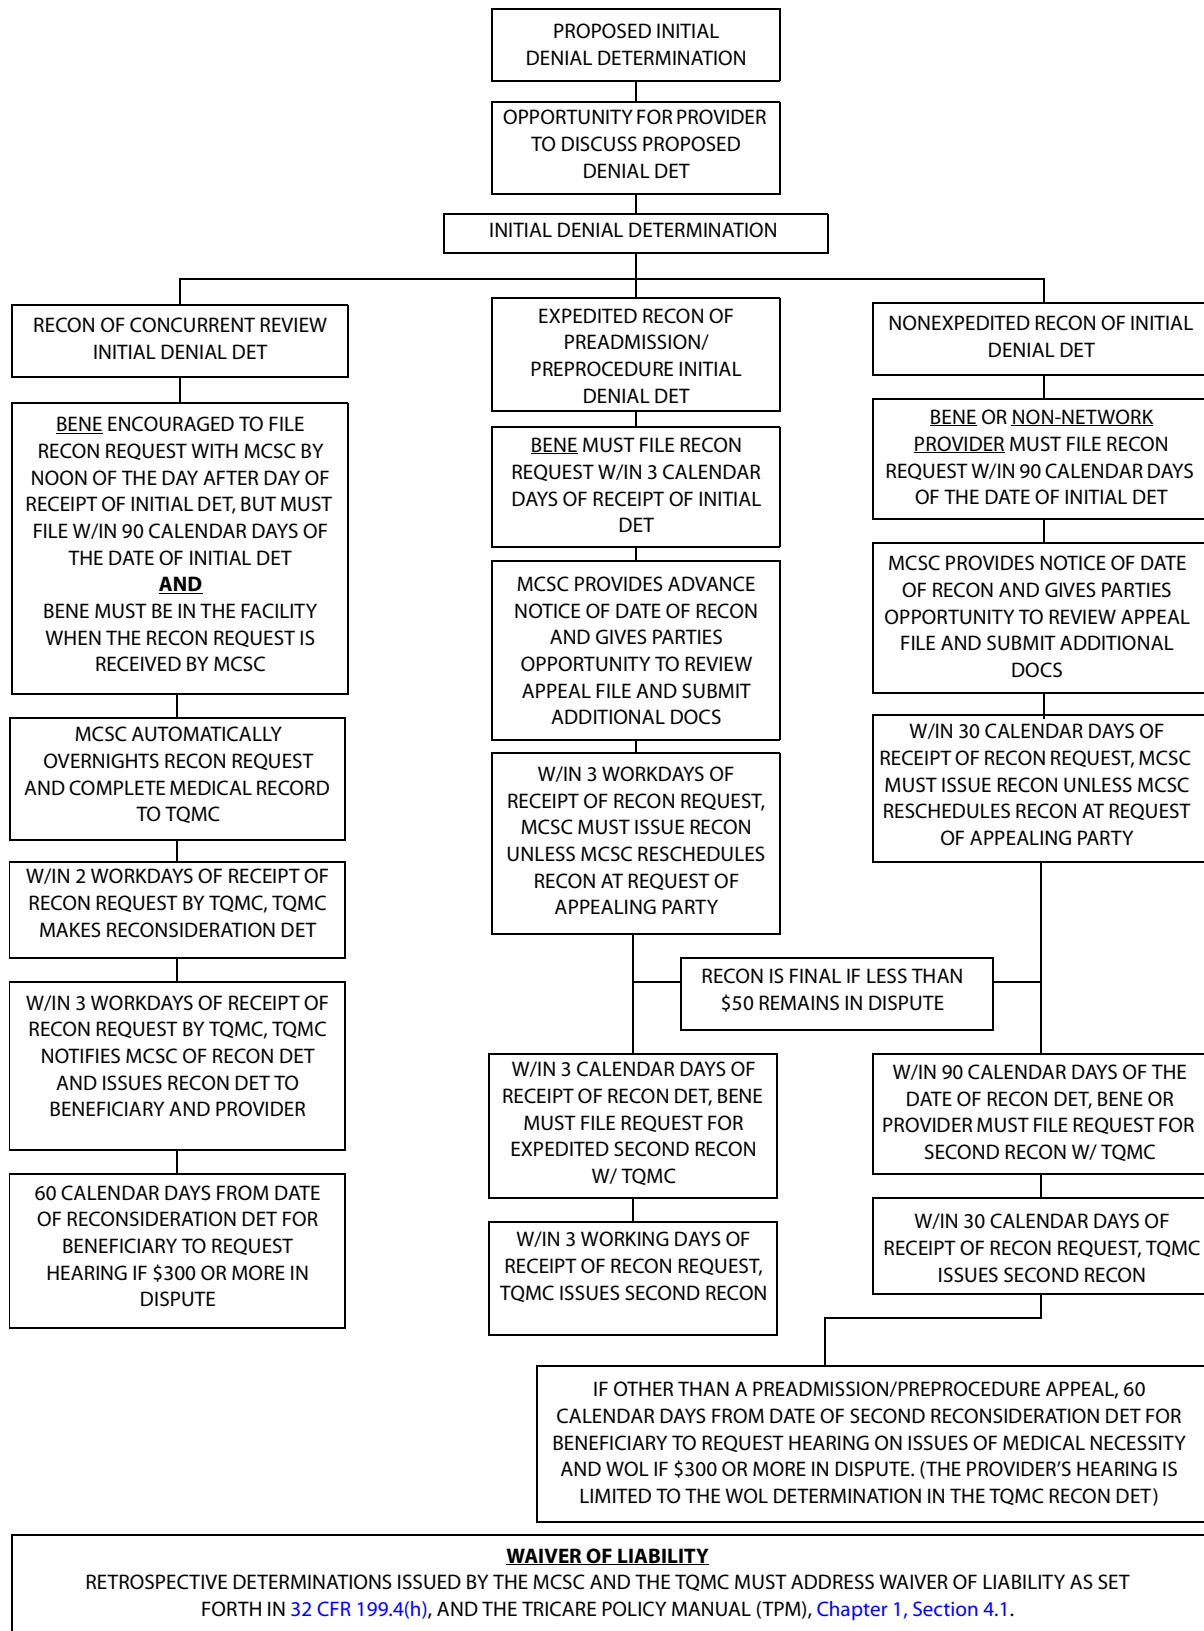 PROPOSED INITIAL
DENIAL DETERMINATION
OPPORTUNITY FOR PROVIDER
TO DISCUSS PROPOSED
DENIAL DET
INITIAL DENIAL DETERMINATION
RECON OF CONCURRENT REVIEW
INITIAL DENIAL DET
BENE ENCOURAGED TO FILE
RECON REQUEST WITH MCSC BY
NOON OF THE DAY AFTER DAY OF
RECEIPT OF INITIAL DET, BUT MUST
FILE W/IN 90 CALENDAR DAYS OF
THE DATE OF INITIAL DET
AND
BENE MUST BE IN THE FACILITY
WHEN THE RECON REQUEST IS
RECEIVED BY MCSC
MCSC AUTOMATICALLY
OVERNIGHTS RECON REQUEST
AND COMPLETE MEDICAL RECORD
TO TQMC
W/IN 2 WORKDAYS OF RECEIPT OF
RECON REQUEST BY TQMC, TQMC
MAKES RECONSIDERATION DET
W/IN 3 WORKDAYS OF RECEIPT OF
RECON REQUEST BY TQMC, TQMC
NOTIFIES MCSC OF RECON DET
AND ISSUES RECON DET TO
BENEFICIARY AND PROVIDER
60 CALENDAR DAYS FROM DATE
OF RECONSIDERATION DET FOR
BENEFICIARY TO REQUEST
HEARING IF $300 OR MORE IN
DISPUTE
EXPEDITED RECON OF
PREADMISSION/
PREPROCEDURE INITIAL
DENIAL DET
BENE MUST FILE RECON
REQUEST W/IN 3 CALENDAR
DAYS OF RECEIPT OF INITIAL
DET
MCSC PROVIDES ADVANCE
NOTICE OF DATE OF RECON
AND GIVES PARTIES
OPPORTUNITY TO REVIEW
APPEAL FILE AND SUBMIT
ADDITIONAL DOCS
W/IN 3 WORKDAYS OF
RECEIPT OF RECON REQUEST,
MCSC MUST ISSUE RECON
UNLESS MCSC RESCHEDULES
RECON AT REQUEST OF
APPEALING PARTY
NONEXPEDITED RECON OF INITIAL
DENIAL DET
BENE OR NON-NETWORK
PROVIDER MUST FILE RECON
REQUEST W/IN 90 CALENDAR DAYS
OF THE DATE OF INITIAL DET
MCSC PROVIDES NOTICE OF DATE
OF RECON AND GIVES PARTIES
OPPORTUNITY TO REVIEW APPEAL
FILE AND SUBMIT ADDITIONAL
DOCS
W/IN 30 CALENDAR DAYS OF
RECEIPT OF RECON REQUEST, MCSC
MUST ISSUE RECON UNLESS MCSC
RESCHEDULES RECON AT REQUEST
OF APPEALING PARTY
RECON IS FINAL IF LESS THAN
$50 REMAINS IN DISPUTE
W/IN 3 CALENDAR DAYS OF
RECEIPT OF RECON DET, BENE
MUST FILE REQUEST FOR
EXPEDITED SECOND RECON
W/ TQMC
W/IN 3 WORKING DAYS OF
RECEIPT OF RECON REQUEST,
TQMC ISSUES SECOND RECON
W/IN 90 CALENDAR DAYS OF THE
DATE OF RECON DET, BENE OR
PROVIDER MUST FILE REQUEST FOR
SECOND RECON W/ TQMC
W/IN 30 CALENDAR DAYS OF
RECEIPT OF RECON REQUEST, TQMC
ISSUES SECOND RECON
IF OTHER THAN A PREADMISSION/PREPROCEDURE APPEAL, 60
CALENDAR DAYS FROM DATE OF SECOND RECONSIDERATION DET FOR
BENEFICIARY TO REQUEST HEARING ON ISSUES OF MEDICAL NECESSITY
AND WOL IF $300 OR MORE IN DISPUTE. (THE PROVIDER'S HEARING IS
LIMITED TO THE WOL DETERMINATION IN THE TQMC RECON DET)
WAIVER OF LIABILITY
RETROSPECTIVE DETERMINATIONS ISSUED BY THE MCSC AND THE TQMC MUST ADDRESS WAIVER OF LIABILITY AS SET
FORTH IN 32 CFR 199.4(h), AND THE TRICARE POLICY MANUAL (TPM), Chapter 1, Section 4.1.